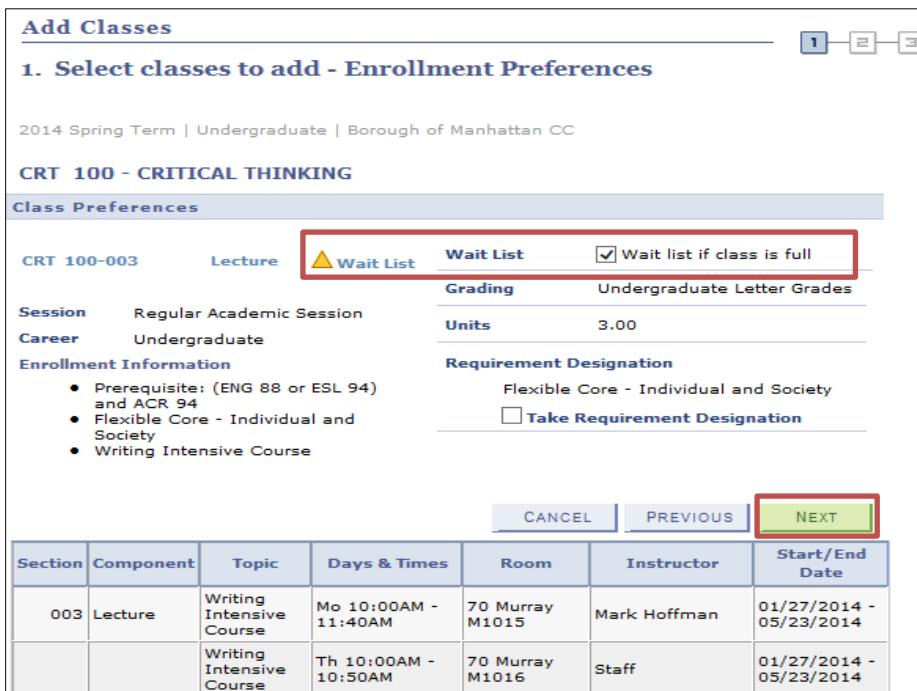 Add Classes
1 2 3
1. Select classes to add - Enrollment Preferences
2014 Spring Term | Undergraduate | Borough of Manhattan CC
CRT 100 - CRITICAL THINKING
Class Preferences
CRT 100-003 Lecture Wait List
Session Regular Academic Session
Career Undergraduate
Enrollment Information
• Prerequisite: (ENG 88 or ESL 94)
and ACR 94
• Flexible Core - Individual and
Society
• Writing Intensive Course
Wait List Wait list if class is full
Grading Undergraduate Letter Grades
Units 3.00
Requirement Designation
Flexible Core - Individual and Society
Take Requirement Designation
CANCEL PREVIOUS NEXT
Section Component Topic Days & Times Room Instructor Start/End
Date
003 Lecture Writing Intensive Course Mo 10:00AM - 11:40AM 70 Murray M1015 Mark Hoffman 01/27/2014 - 05/23/2014
Writing Intensive Course Th 10:00AM - 10:50AM 70 Murray M1016 Staff 01/27/2014 - 05/23/2014